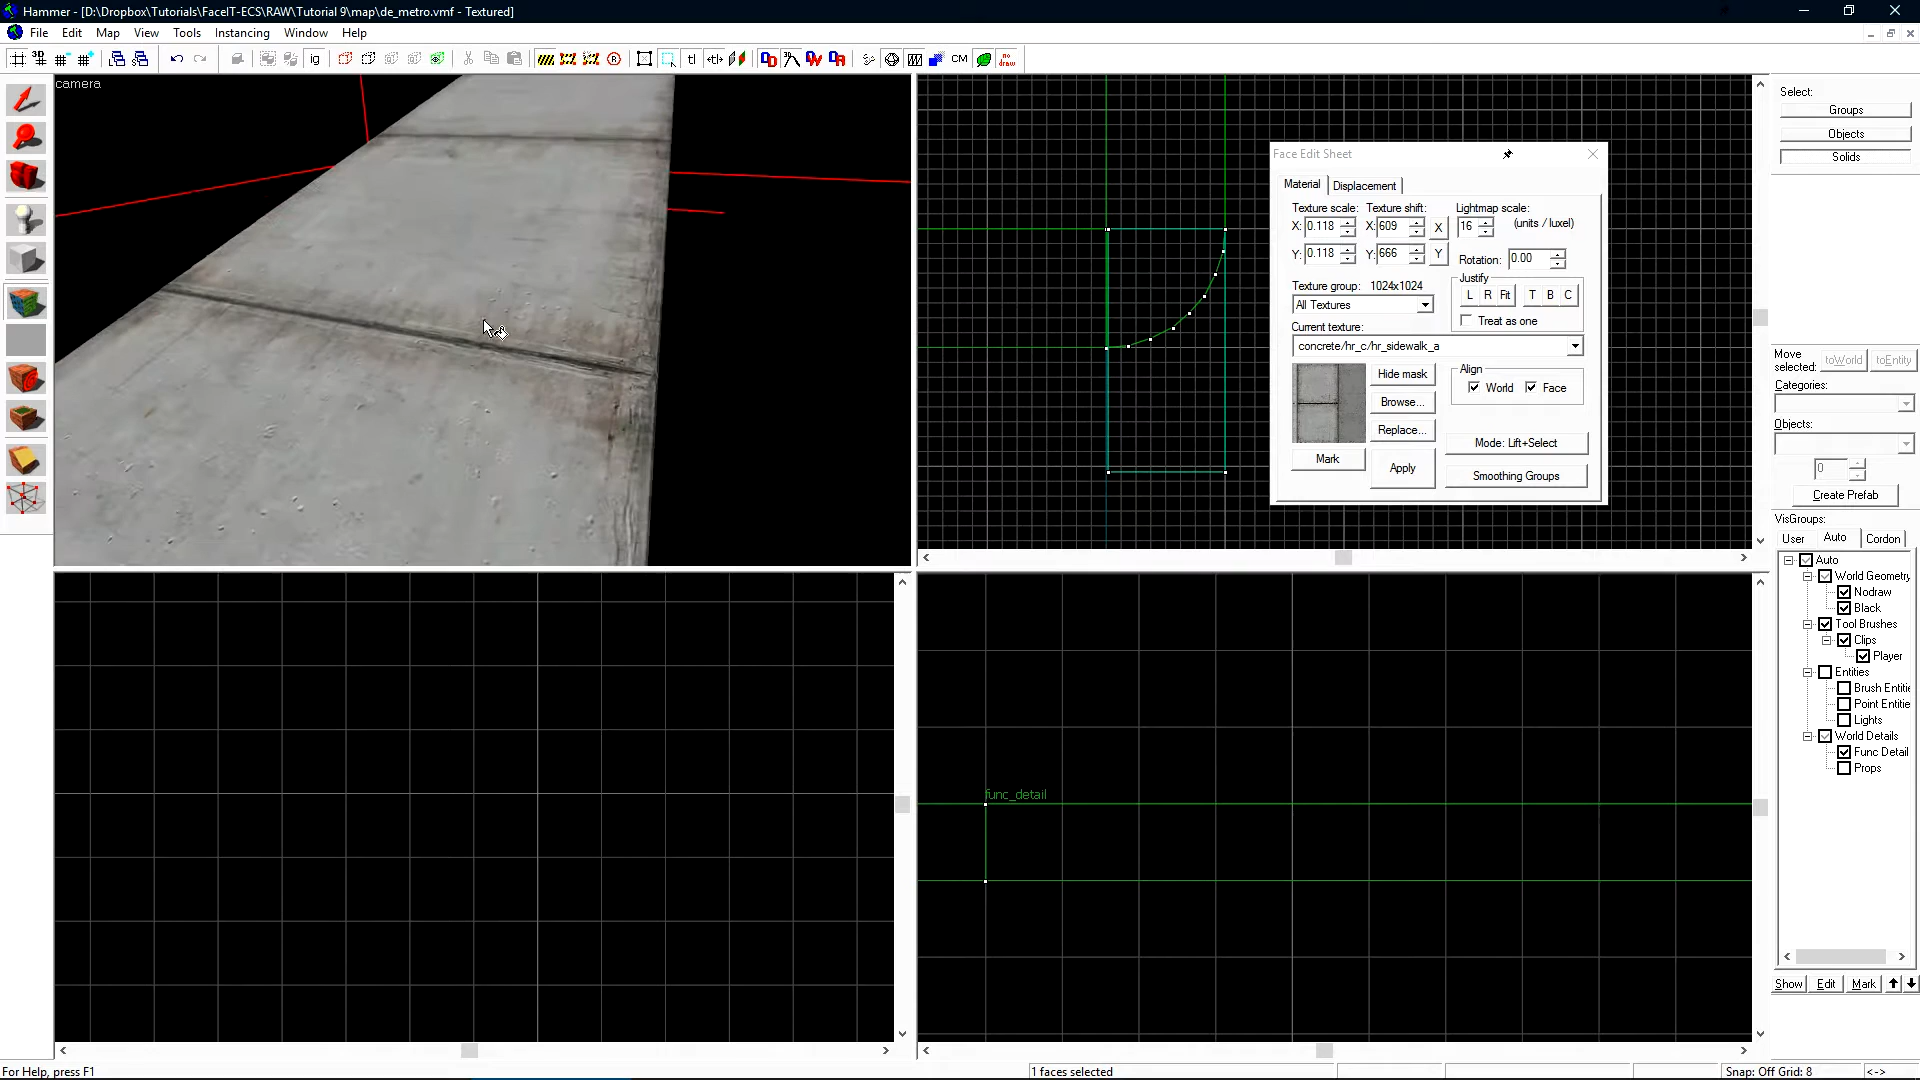 Hammer - [D:\Dropbox\Tutorials\FaceIT-ECS\RAW\Tutorial 9\map\de_metro.vmf - Textured]
File Edit Map View Tools Instancing Window Help
3D ig tl CM no draw
camera
Select:
Groups
Objects
Solids
Move selected: toWorld toEntity
Categories:
Objects:
0
Create Prefab
VisGroups:
User Auto Cordon
Auto
World Geometry
Nodraw
Black
Tool Brushes
Clips
Player
Entities
Brush Entitie
Point Entitie
Lights
World Details
Func Detail
Props
Show Edit Mark
Face Edit Sheet
Material Displacement
Texture scale: Texture shift: Lightmap scale:
X: 0.118 X: 609 X 16 (units / luxel)
Y: 0.118 Y: 666 Y Rotation: 0.00
Texture group: 1024x1024
All Textures
Justify
L R Fit T B C
Treat as one
Current texture:
concrete/hr_c/hr_sidewalk_a
Hide mask
Browse...
Replace...
Apply
Mark
Align
World Face
Mode: Lift+Select
Smoothing Groups
func_detail
For Help, press F1
1 faces selected
Snap: Off Grid: 8
<->